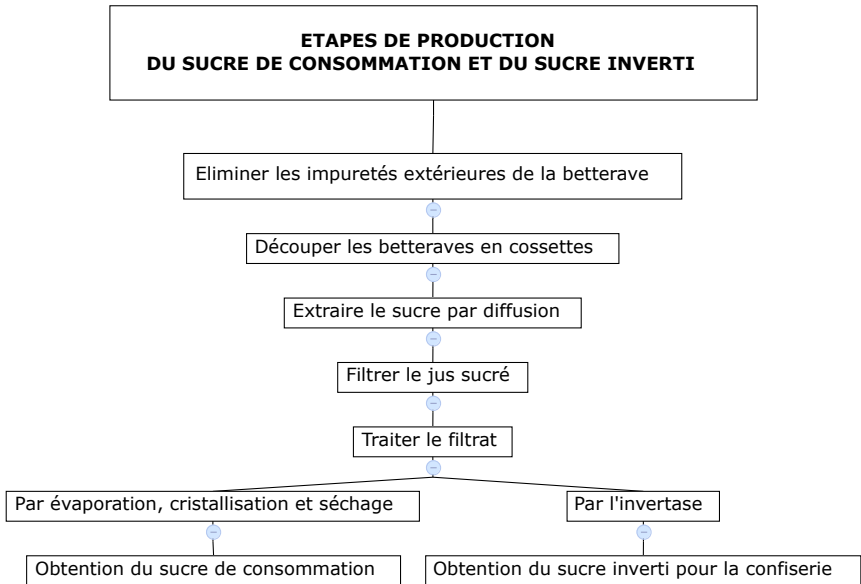 ETAPES DE PRODUCTION
DU SUCRE DE CONSOMMATION ET DU SUCRE INVERTI
Eliminer les impuretés extérieures de la betterave
Découper les betteraves en cossettes
Extraire le sucre par diffusion
Filtrer le jus sucré
Traiter le filtrat
Par évaporation, cristallisation et séchage
Par l'invertase
Obtention du sucre de consommation
Obtention du sucre inverti pour la confiserie